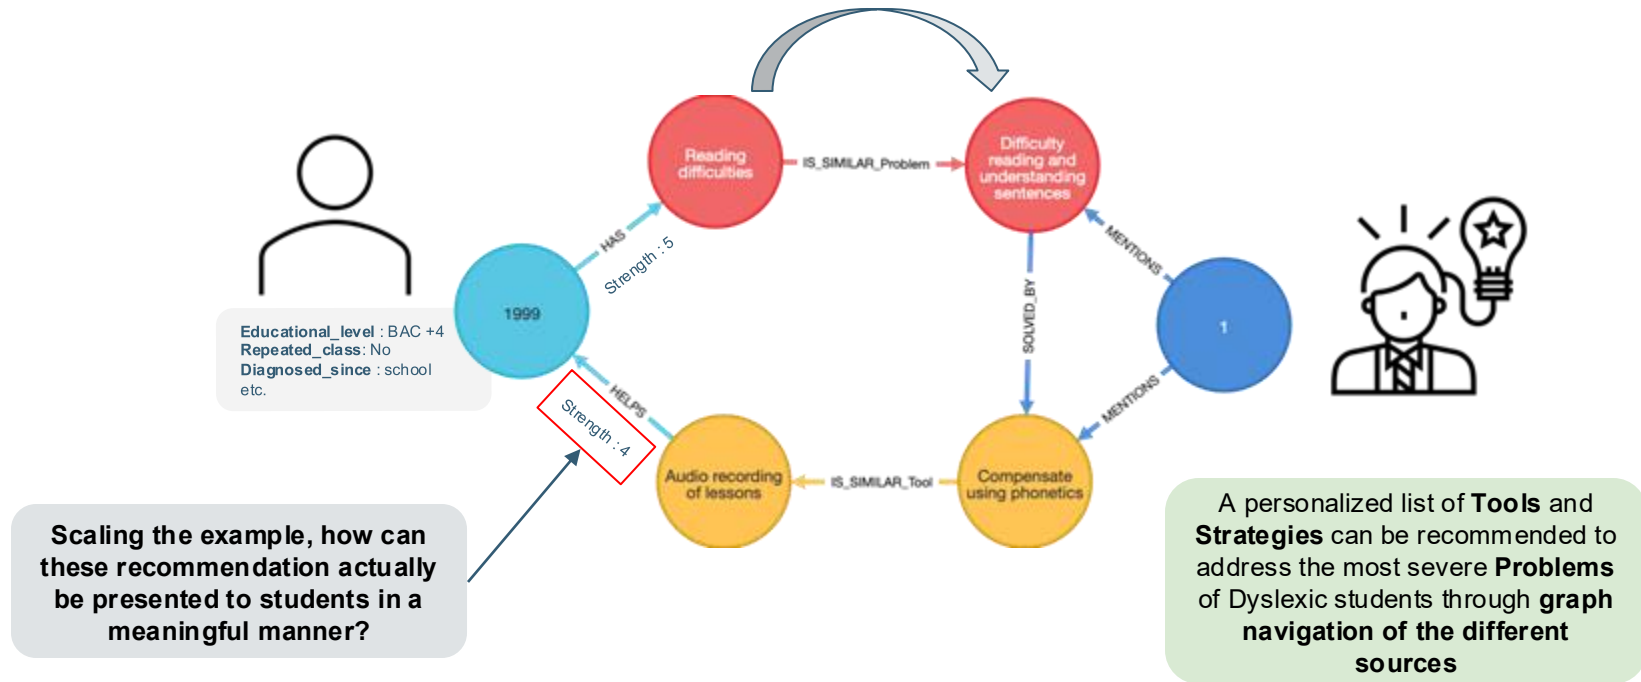 Reading
difficulties
IS_SIMILAR_Problem
Difficulty
reading and
understanding
sentences
HAS
Strength : 5
MENTIONS
1999
Educational_level : BAC +4
Repeated_class: No
Diagnosed_since : school
etc.
SOLVED_BY
1
HELPS
Strength : 4
MENTIONS
Audio recording
of lessons
IS_SIMILAR_Tool
Compensate
using phonetics
Scaling the example, how can
these recommendation actually
be presented to students in a
meaningful manner?
A personalized list of Tools and
Strategies can be recommended to
address the most severe Problems
of Dyslexic students through graph
navigation of the different
sources